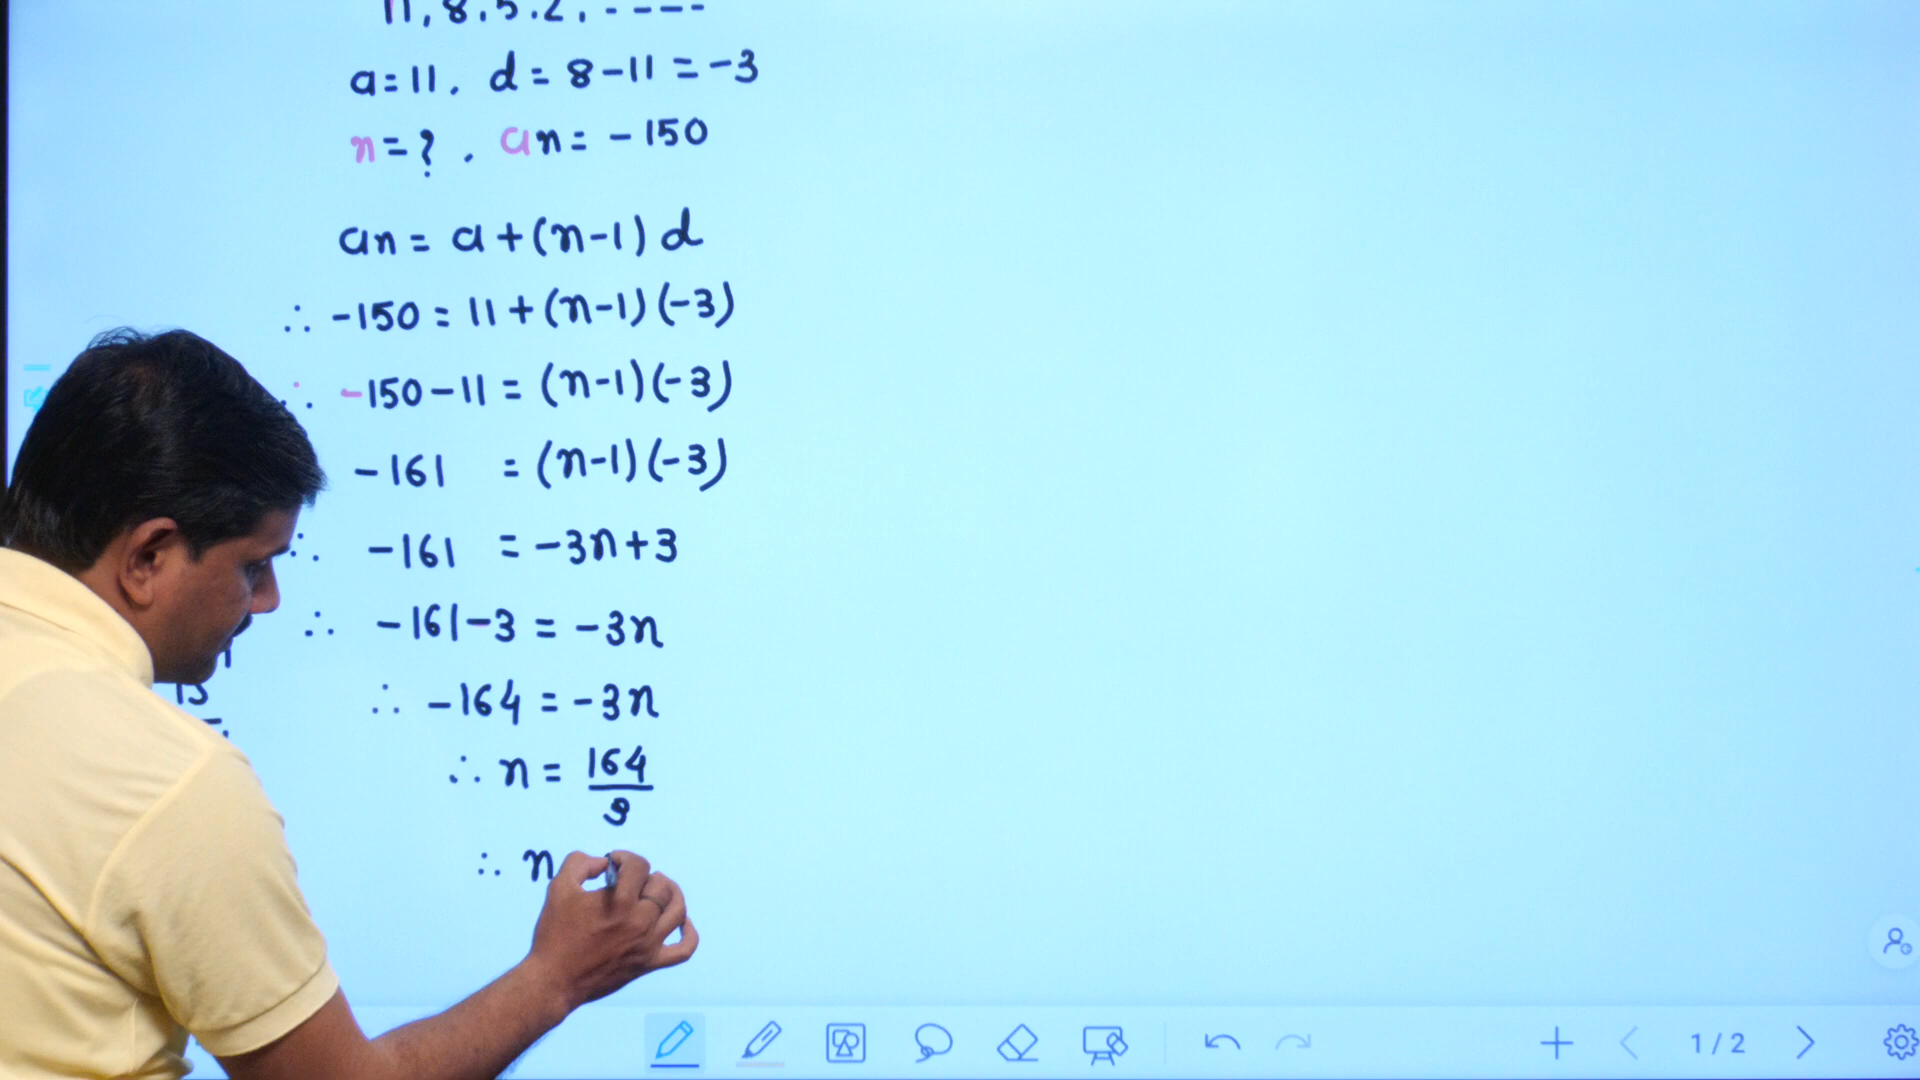 11, 8, 5, 2, - - - -
a = 11, d = 8 - 11 = -3
n = ?, an = -150
an = a + (n-1) d
∴ -150 = 11 + (n-1)(-3)
∴ -150 - 11 = (n-1)(-3)
-161 = (n-1)(-3)
∴ -161 = -3n + 3
∴ -161 - 3 = -3n
∴ -164 = -3n
∴ n = 164/3
∴ n
1 / 2